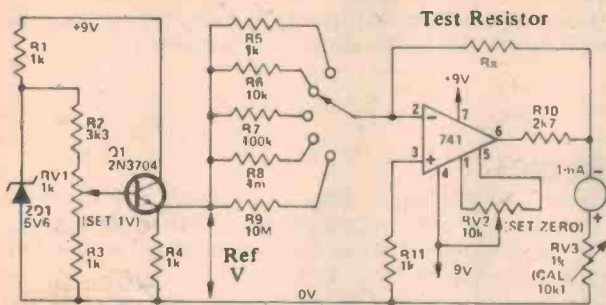 Test Resistor
+9V
R1
1k
R5
1k
Rx
R6
10k
+9V
R2
3k3
Q1
2N3704
R7
100k
2
7
6
R10
2k7
741
RV1
1k
R8
1m
3
4
1
5
1mA
ZD1
5V6
(SET 1V)
R9
10M
RV2
10k
(SET ZERO)
R3
1k
R4
1k
Ref
V
R11
1k
9V
RV3
1k
(CAL
10k)
0V